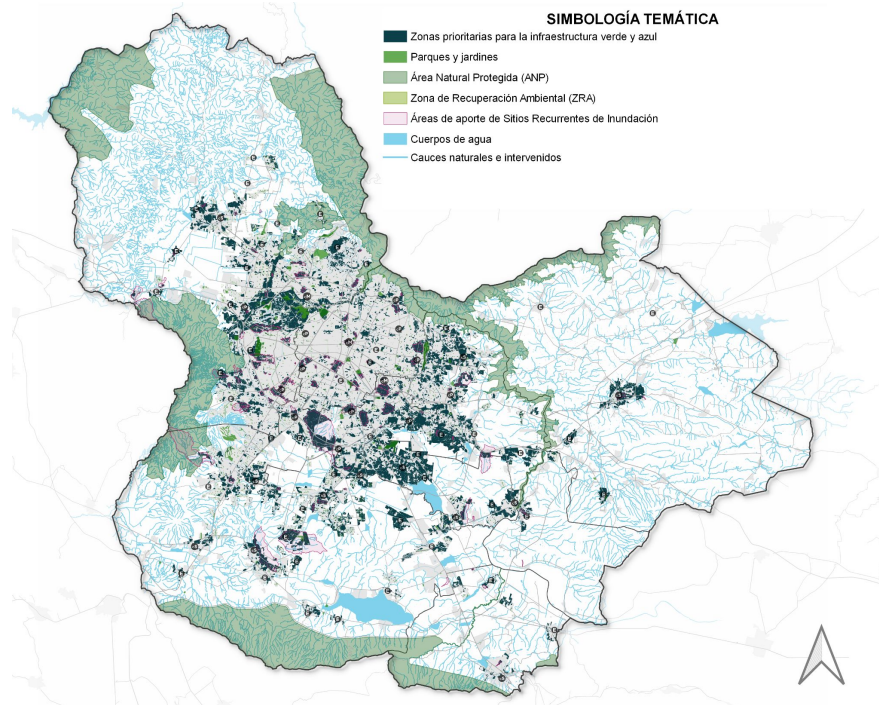 SIMBOLOGÍA TEMÁTICA
Zonas prioritarias para la infraestructura verde y azul
Parques y jardines
Área Natural Protegida (ANP)
Zona de Recuperación Ambiental (ZRA)
Áreas de aporte de Sitios Recurrentes de Inundación
Cuerpos de agua
Cauces naturales e intervenidos